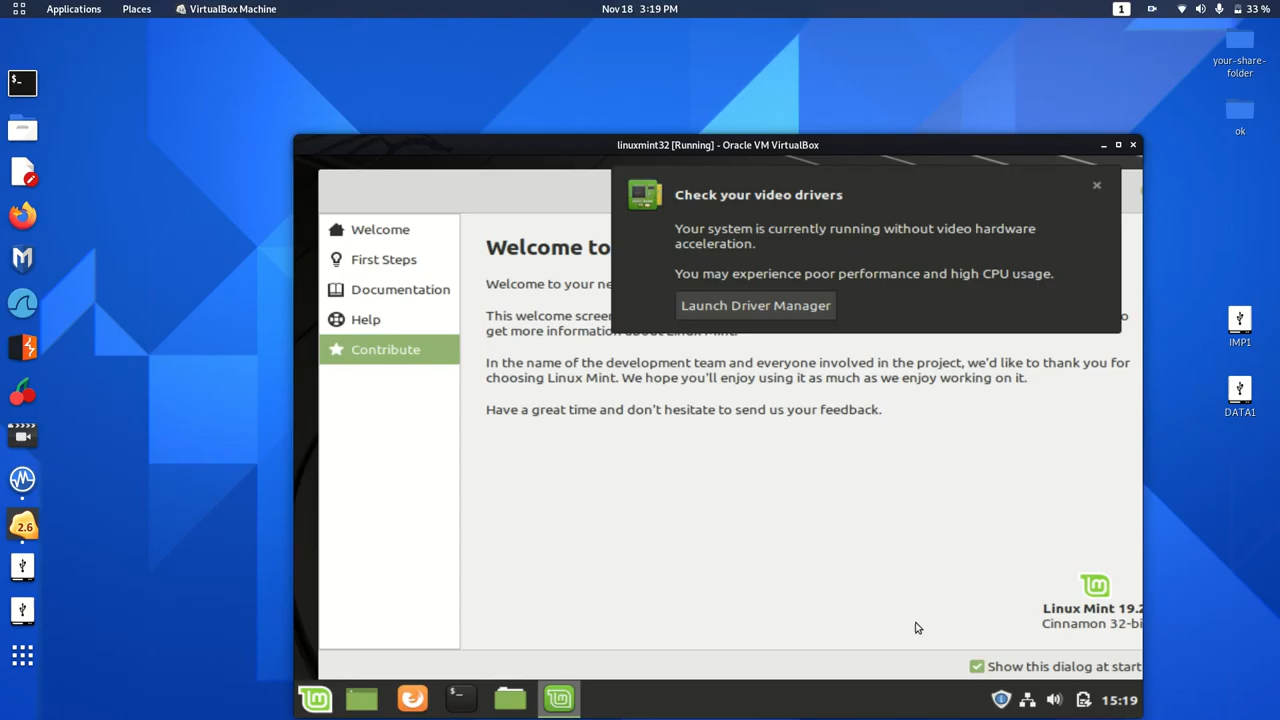 Applications Places VirtualBox Machine Nov 18 3:19 PM 1 33 %
your-share-folder
ok
IMP1
DATA1
$_
2.6
linuxmint32 [Running] - Oracle VM VirtualBox
Check your video drivers
Your system is currently running without video hardware
acceleration.
You may experience poor performance and high CPU usage.
Launch Driver Manager
Welcome
First Steps
Documentation
Help
Contribute
Welcome to
Welcome to your ne
This welcome screen
to
get more information about Linux Mint.
In the name of the development team and everyone involved in the project, we'd like to thank you for
choosing Linux Mint. We hope you'll enjoy using it as much as we enjoy working on it.
Have a great time and don't hesitate to send us your feedback.
Linux Mint 19.2
Cinnamon 32-bi
Show this dialog at start
$_
15:19